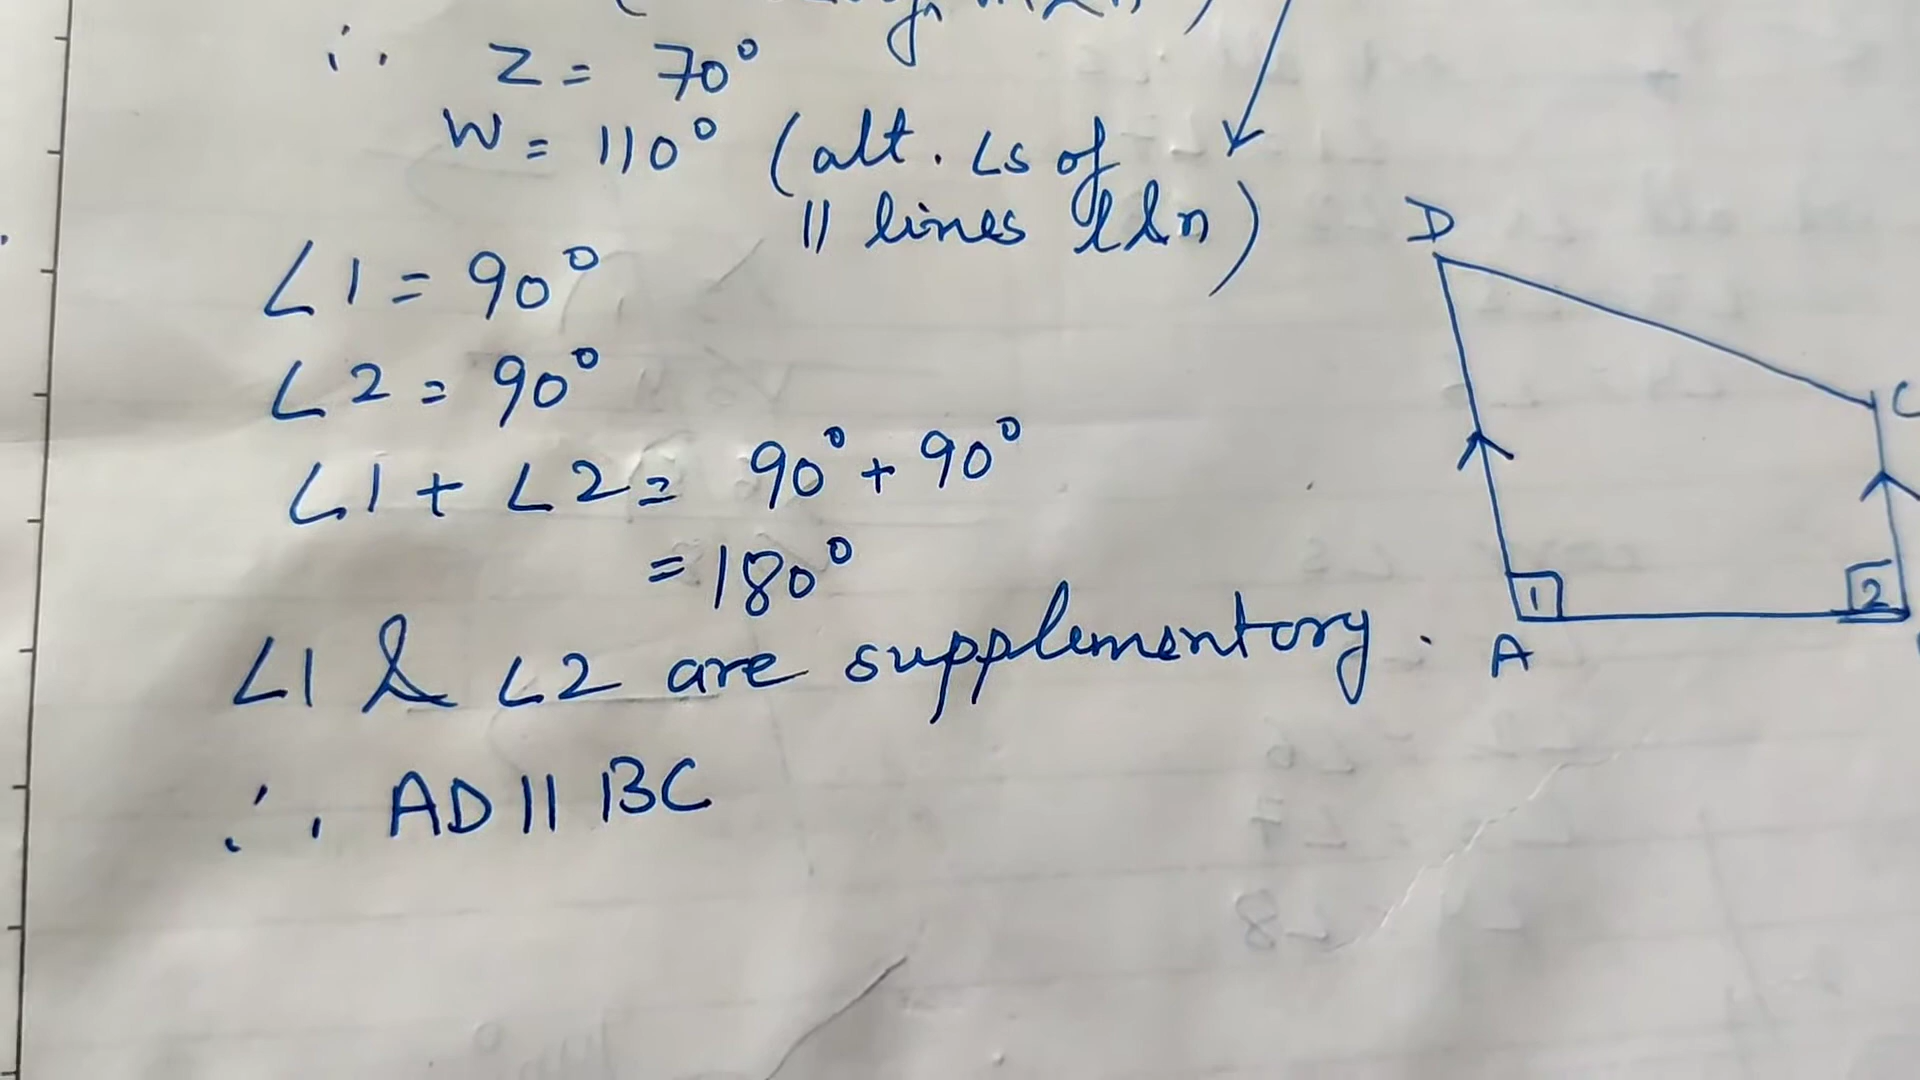 ∴ Z = 70°
W = 110° (alt. ∠s of
|| lines l & n)
∠1 = 90°
∠2 = 90°
∠1 + ∠2 = 90° + 90°
= 180°
∠1 & ∠2 are supplementory.
∴ AD || BC
D
C
1
2
A